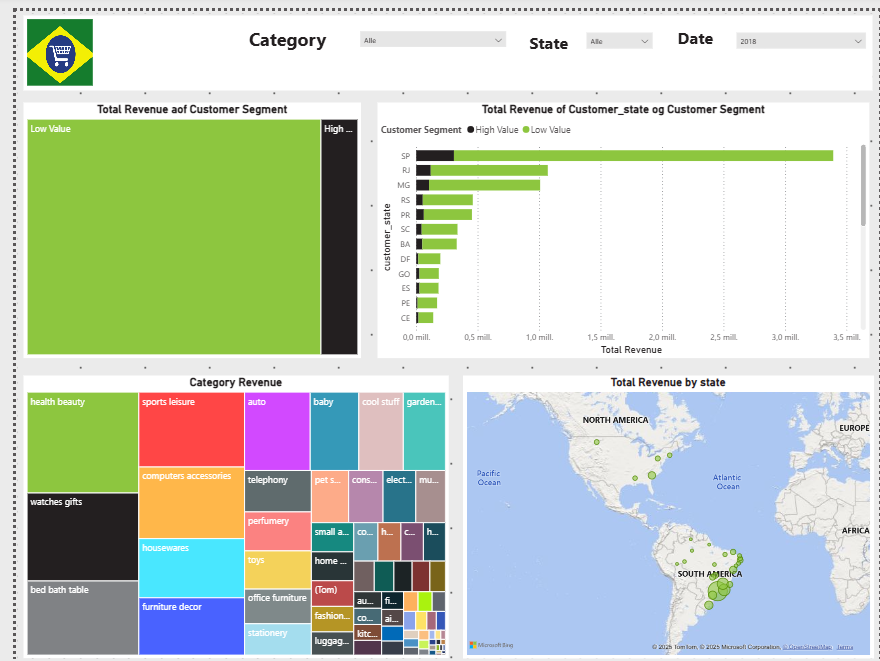 Category
Alle
State
Alle
Date
2018
Total Revenue aof Customer Segment
Low Value
High ...
Total Revenue of Customer_state og Customer Segment
Customer Segment High Value Low Value
customer_state
SP
RJ
MG
RS
PR
SC
BA
DF
GO
ES
PE
CE
0,0 mill. 0,5 mill. 1,0 mill. 1,5 mill. 2,0 mill. 2,5 mill. 3,0 mill. 3,5 mill.
Total Revenue
Category Revenue
health beauty
watches gifts
bed bath table
sports leisure
computers accessories
housewares
furniture decor
auto
telephony
perfumery
toys
office furniture
stationery
baby
cool stuff
garden...
pet s...
cons...
elect...
mu...
small a...
co...
h...
c...
h...
home ...
(Tom)
fashion...
luggag...
au...
fi...
co...
ai...
kitc...
Total Revenue by state
NORTH AMERICA
EUROPE
Pacific
Ocean
Atlantic
Ocean
AFRICA
SOUTH AMERICA
Microsoft Bing
© 2025 TomTom, © 2025 Microsoft Corporation, © OpenStreetMap Terms